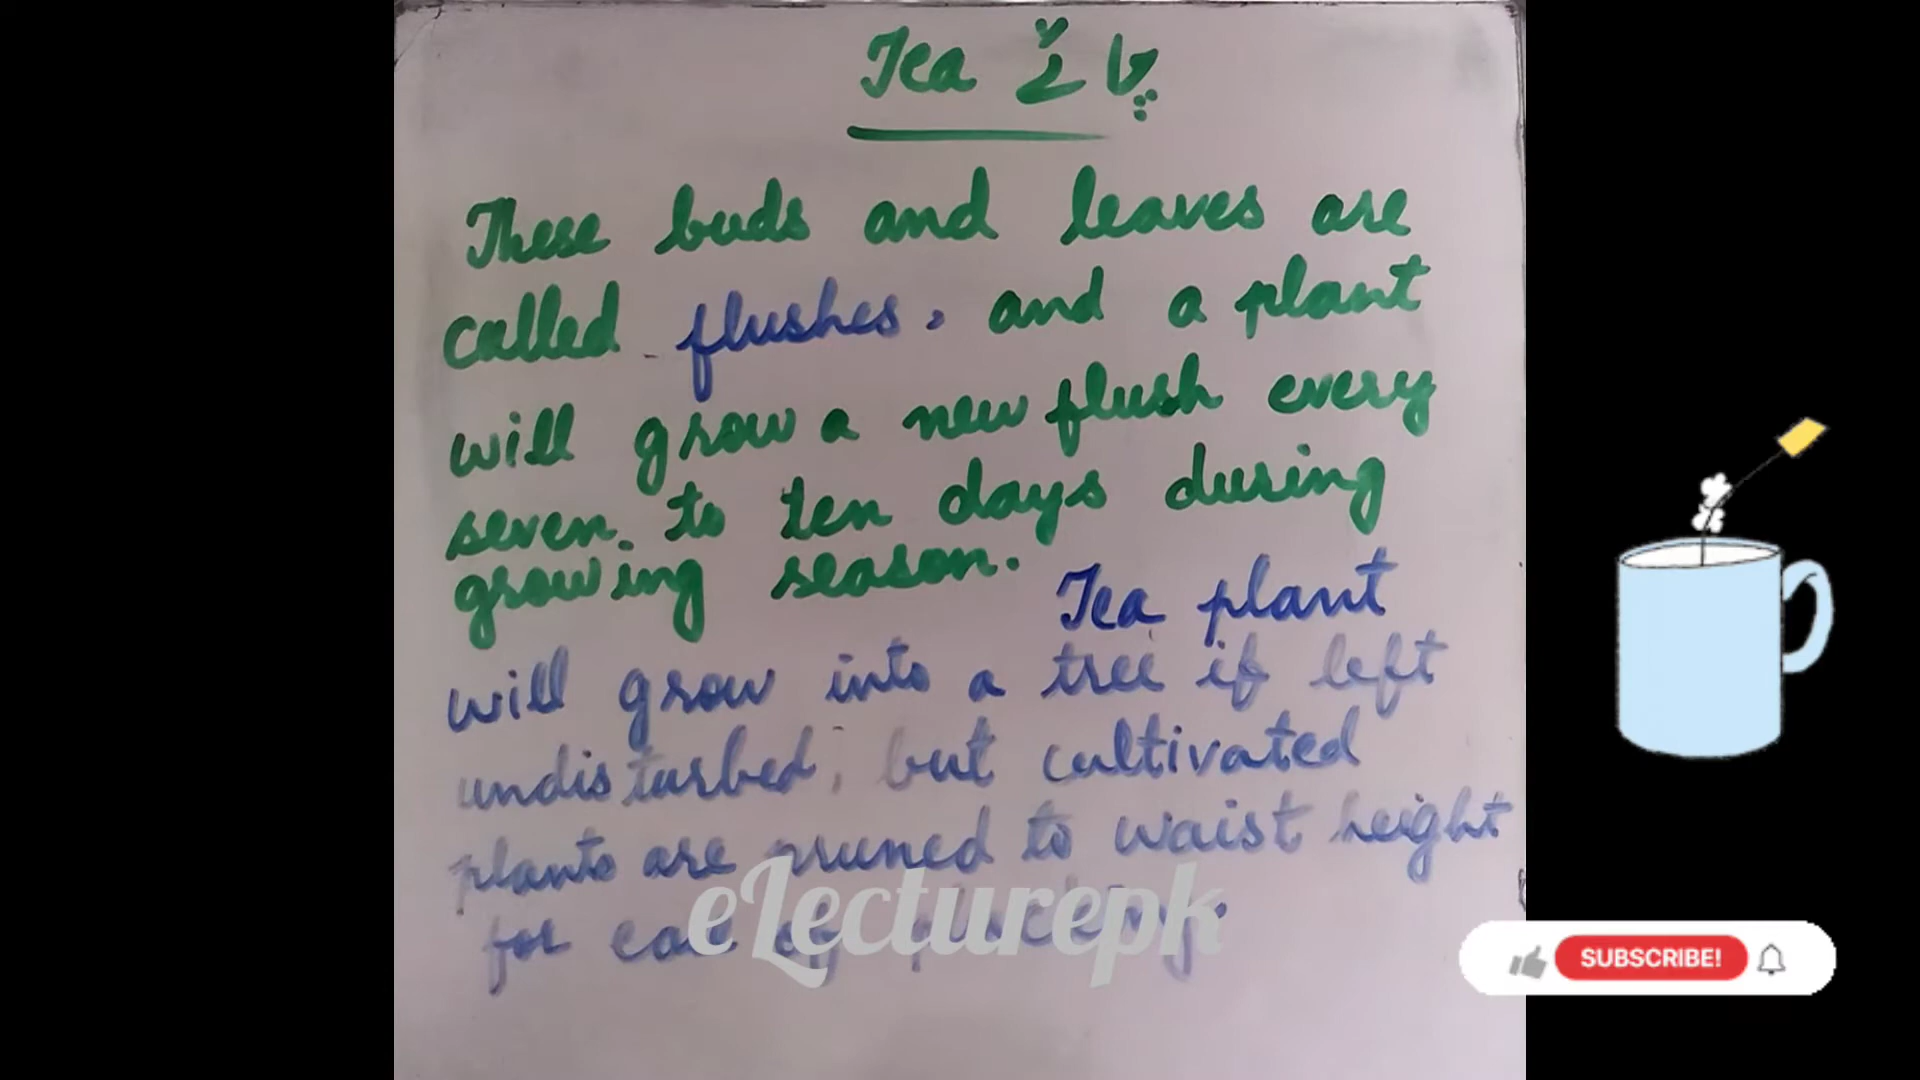 Tea چائے
These buds and leaves are
called flushes, and a plant
will grow a new flush every
seven to ten days during
growing season. Tea plant
will grow into a tree if left
undisturbed, but cultivated
plants are pruned to waist height
for of
eLecturepk
SUBSCRIBE!